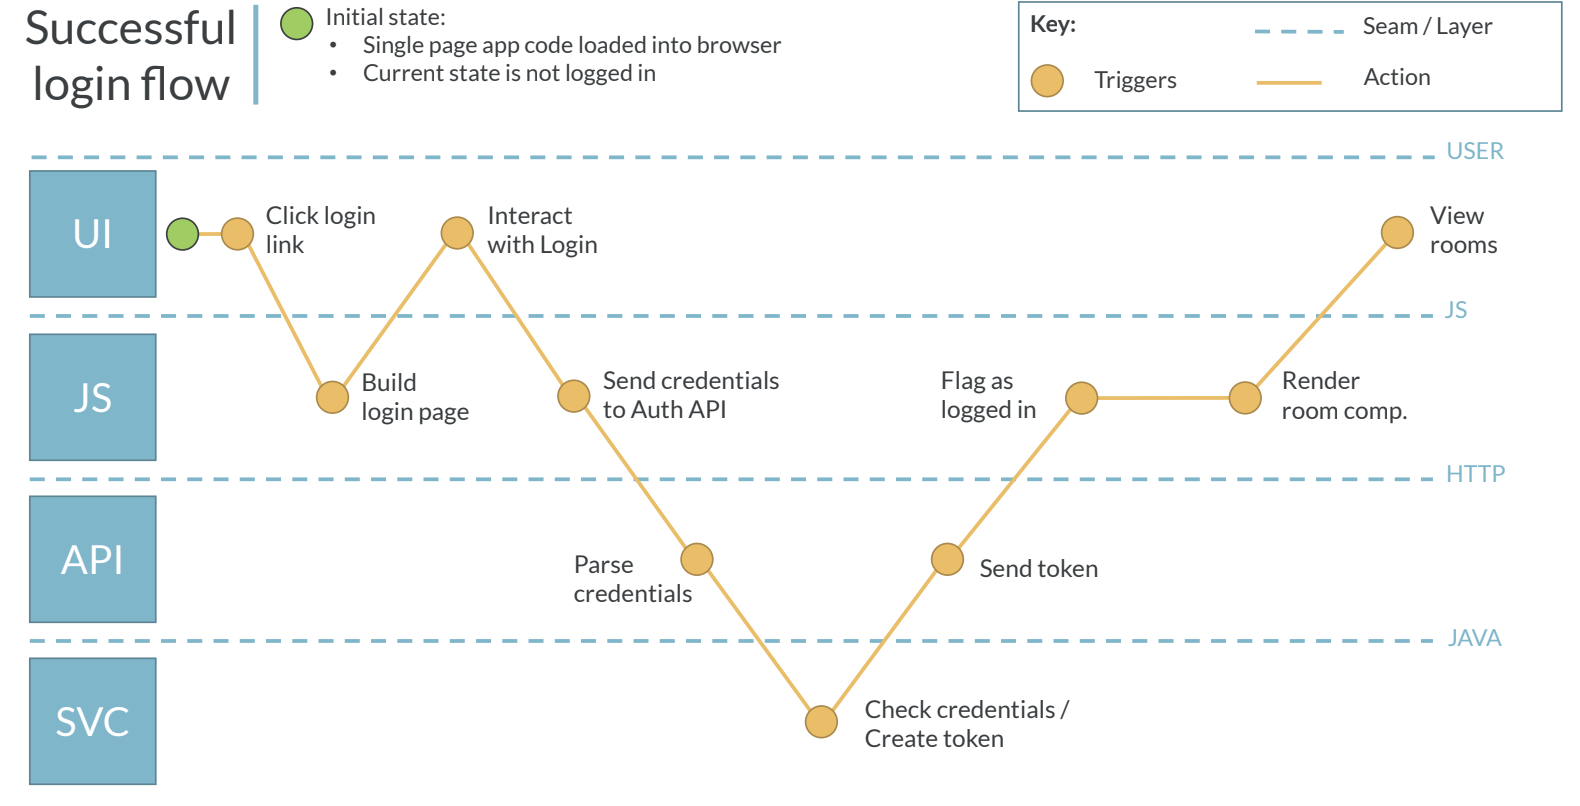 Successful
login flow
Initial state:
• Single page app code loaded into browser
• Current state is not logged in
Key:
Seam / Layer
Triggers
Action
USER
UI
Click login
link
Interact
with Login
View
rooms
JS
JS
Build
login page
Send credentials
to Auth API
Flag as
logged in
Render
room comp.
HTTP
API
Parse
credentials
Send token
JAVA
SVC
Check credentials /
Create token